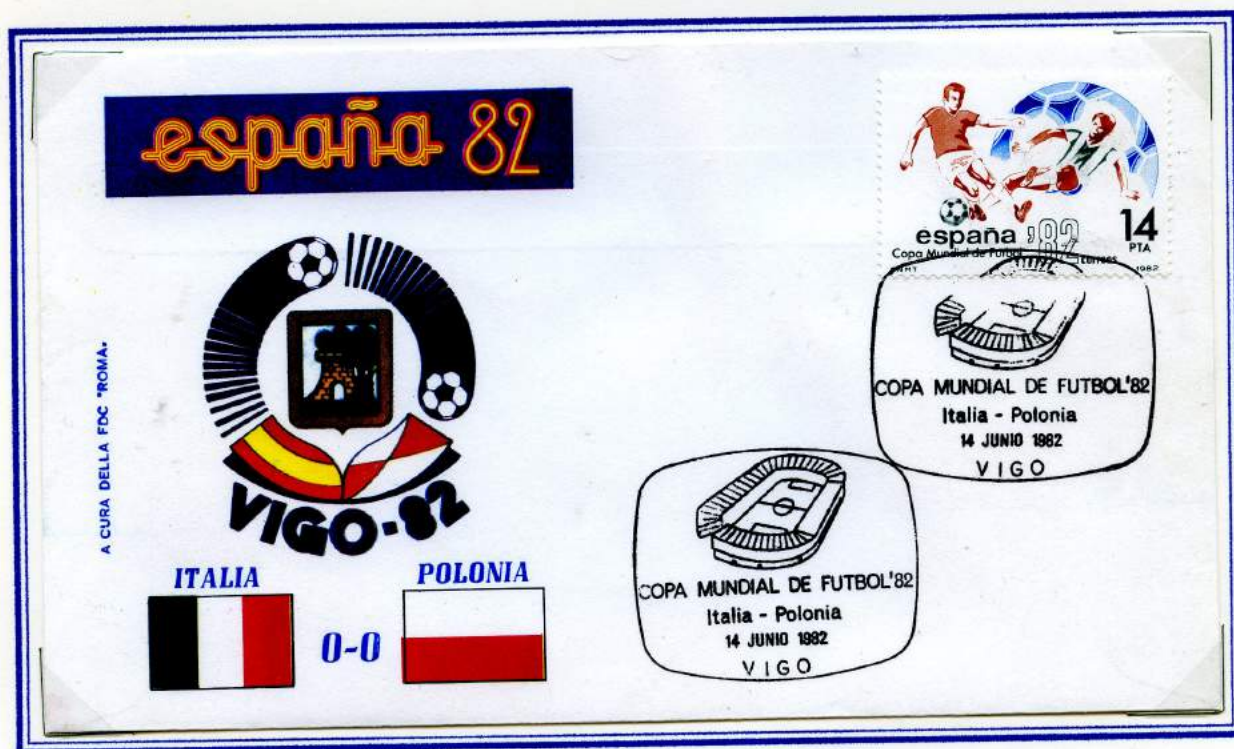 españa 82
A CURA DELLA FDC "ROMA"
VIGO-82
ITALIA
POLONIA
0-0
españa '82
14
PTA
Copa Mundial de Futbol
1982
COPA MUNDIAL DE FUTBOL'82
Italia - Polonia
14 JUNIO 1982
VIGO
COPA MUNDIAL DE FUTBOL'82
Italia - Polonia
14 JUNIO 1982
VIGO